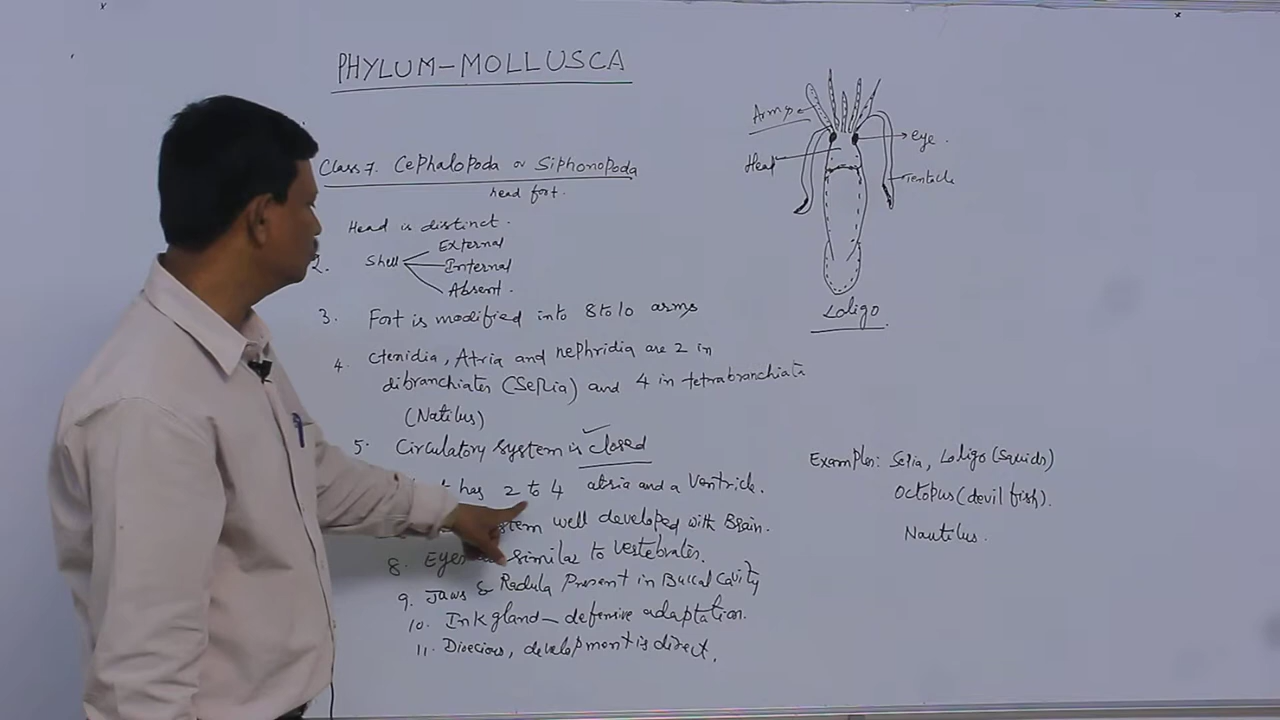 PHYLUM-MOLLUSCA
Class 7. Cephalopoda or Siphonopoda
head foot.
Head is distinct.
2. Shell External
Internal
Absent.
3. Foot is modified into 8 to 10 arms
4. Ctenidia, Atria and nephridia are 2 in
dibranchiates (Sepia) and 4 in tetrabranchiata
(Natilus)
5. Circulatory system is closed
has 2 to 4 atria and a Ventricle.
well developed with Brain.
8. similar to vertebrates.
9. Jaws & Radula Present in Buccal Cavity
10. Ink gland - defensive adaptation.
11. Dioecious, development is direct.
Arms
eye.
Head
Tentacle
Loligo
Examples: Sepia, Loligo (Squids)
Octopus (devil fish).
Nautilus.